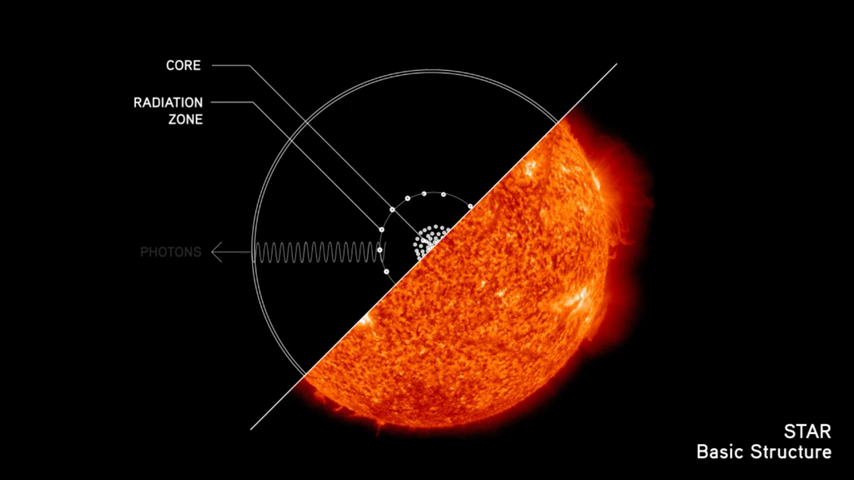 CORE
RADIATION
ZONE
PHOTONS
STAR
Basic Structure